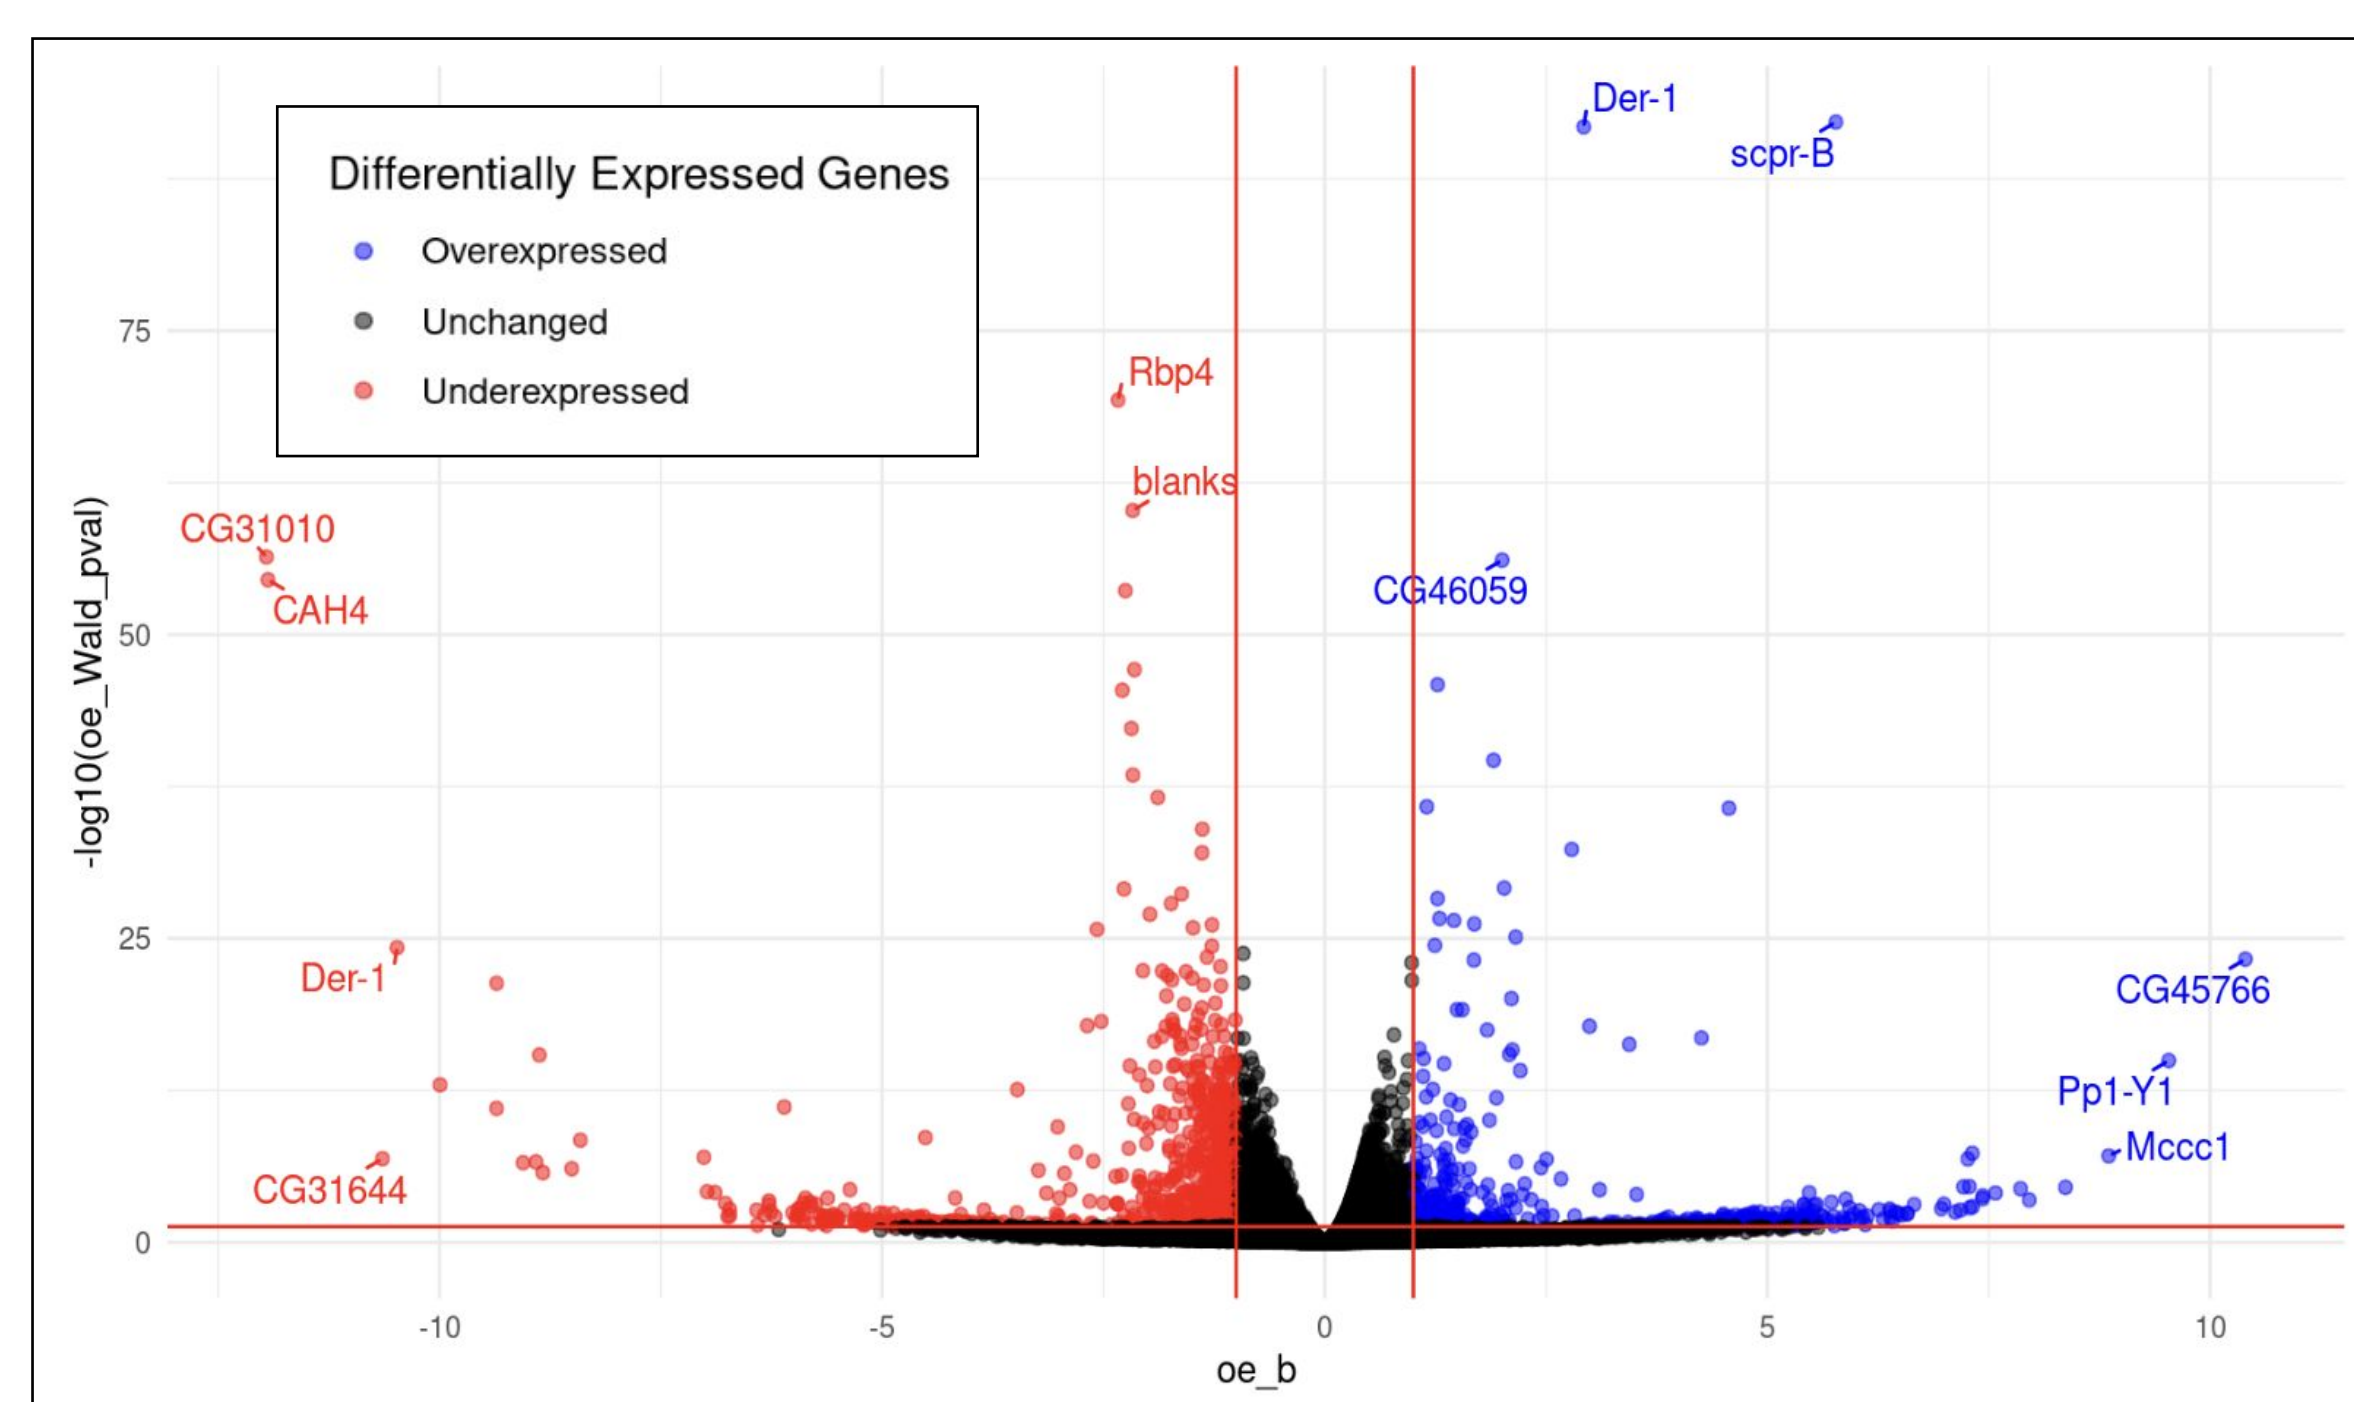 Der-1
scpr-B
Differentially Expressed Genes
Overexpressed
Unchanged
Underexpressed
75
Rbp4
blanks
CG31010
CAH4
CG46059
50
-log10(oe_Wald_pval)
25
Der-1
CG45766
Pp1-Y1
Mccc1
CG31644
0
-10
-5
0
5
10
oe_b